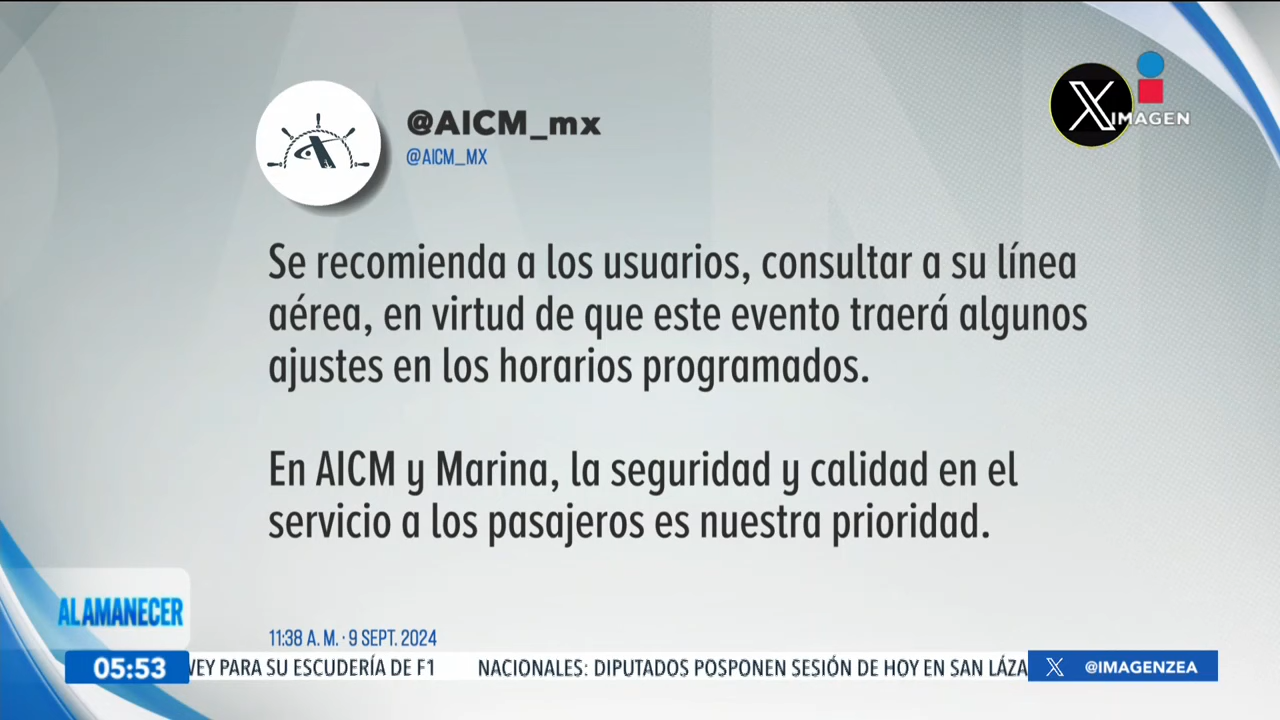 @AICM_mx
@AICM_MX
X
IMAGEN
Se recomienda a los usuarios, consultar a su línea
aérea, en virtud de que este evento traerá algunos
ajustes en los horarios programados.
En AICM y Marina, la seguridad y calidad en el
servicio a los pasajeros es nuestra prioridad.
11:38 A. M. · 9 SEPT. 2024
AL AMANECER
05:53
VEY PARA SU ESCUDERÍA DE F1 NACIONALES: DIPUTADOS POSPONEN SESIÓN DE HOY EN SAN LÁZA
X @IMAGENZEA